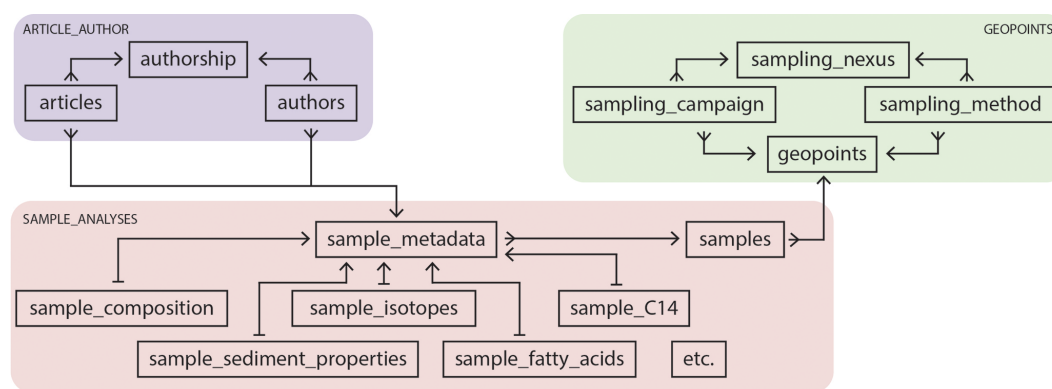 ARTICLE_AUTHOR
authorship
articles
authors
GEOPOINTS
sampling_nexus
sampling_campaign
sampling_method
geopoints
SAMPLE_ANALYSES
sample_metadata
samples
sample_composition
sample_isotopes
sample_C14
sample_sediment_properties
sample_fatty_acids
etc.